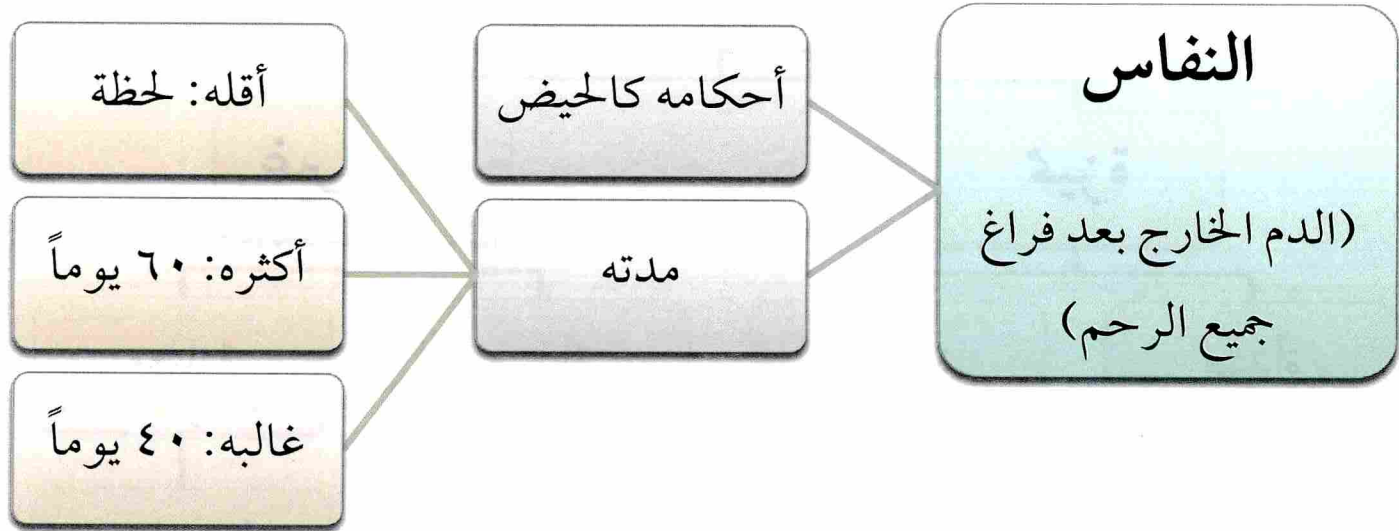 النفاس
(الدم الخارج بعد فراغ
جميع الرحم)
أحكامه كالحيض
مدته
أقله: لحظة
أكثره: ٦٠ يوماً
غالبه: ٤٠ يوماً